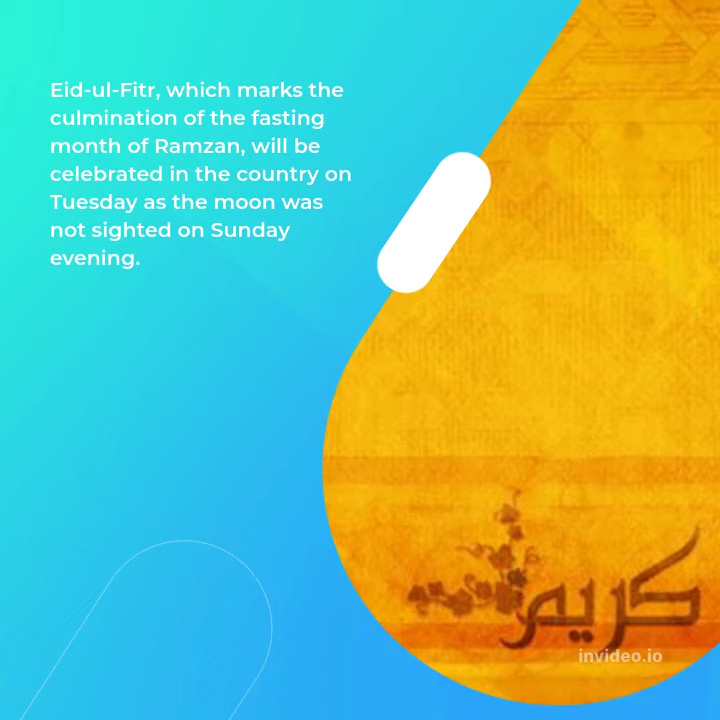 Eid-ul-Fitr, which marks the
culmination of the fasting
month of Ramzan, will be
celebrated in the country on
Tuesday as the moon was
not sighted on Sunday
evening.
كريم
invideo.io